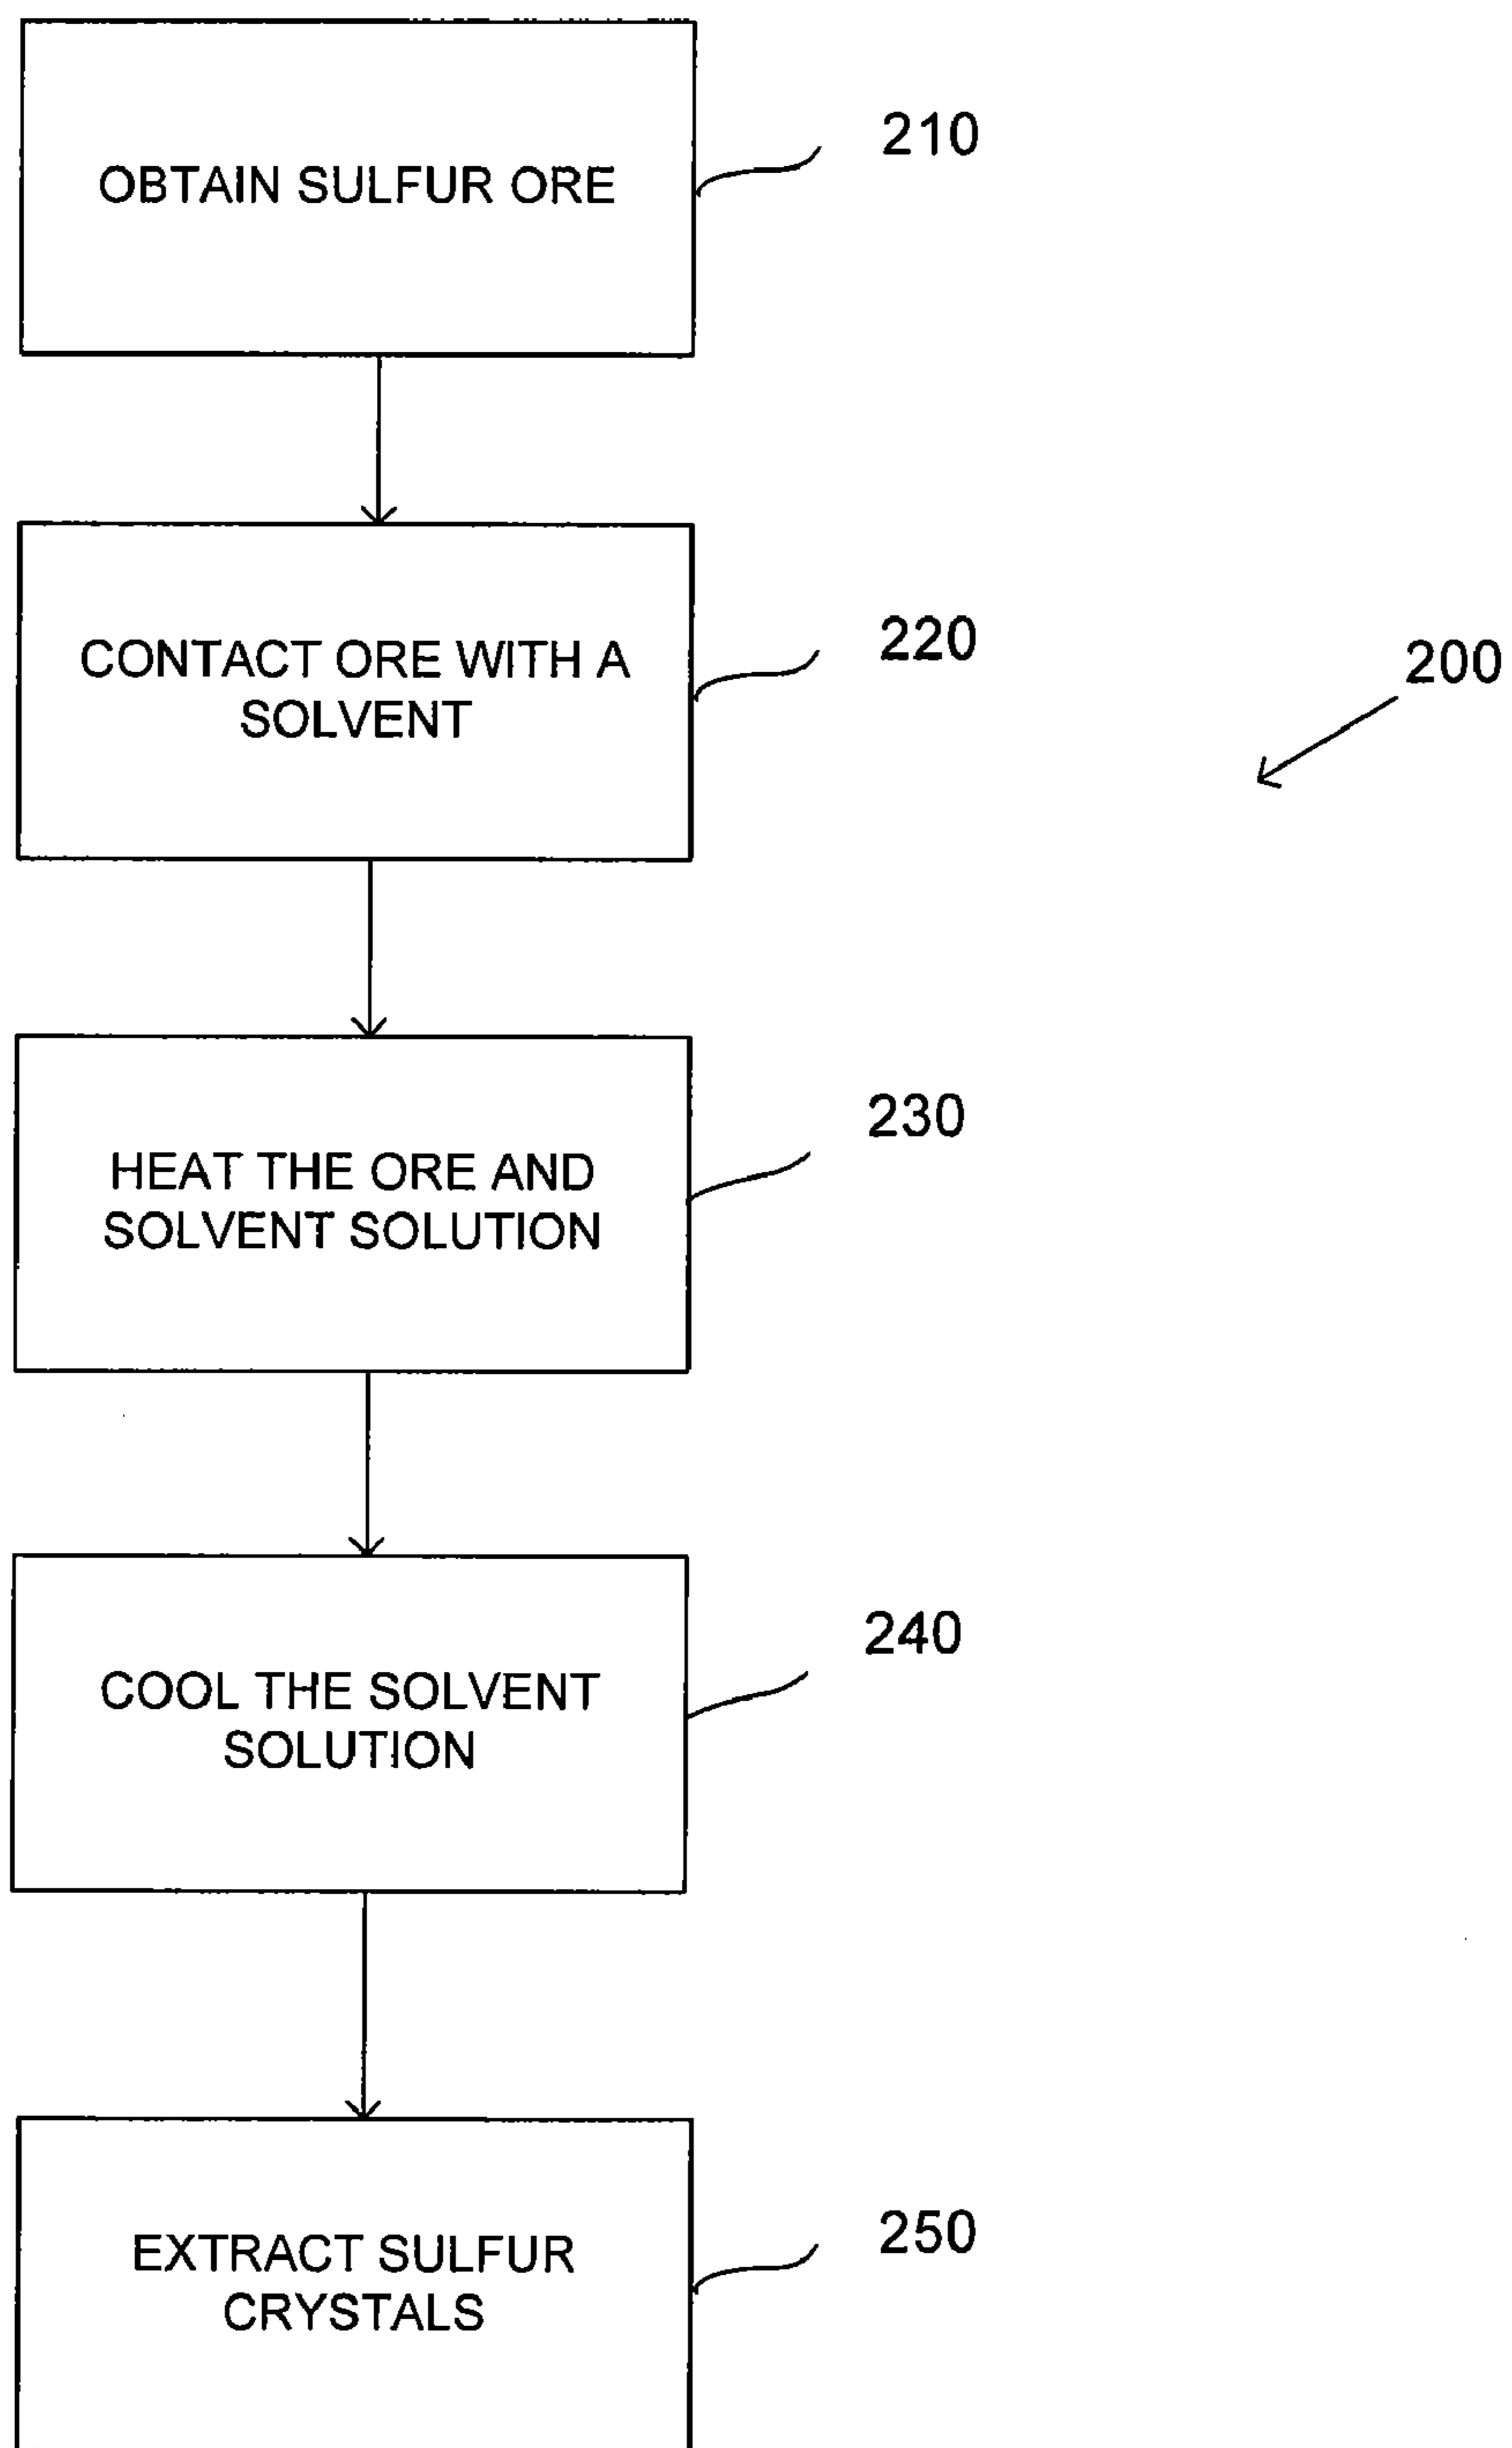 OBTAIN SULFUR ORE
210
CONTACT ORE WITH A
SOLVENT
220
200
HEAT THE ORE AND
SOLVENT SOLUTION
230
COOL THE SOLVENT
SOLUTION
240
EXTRACT SULFUR
CRYSTALS
250